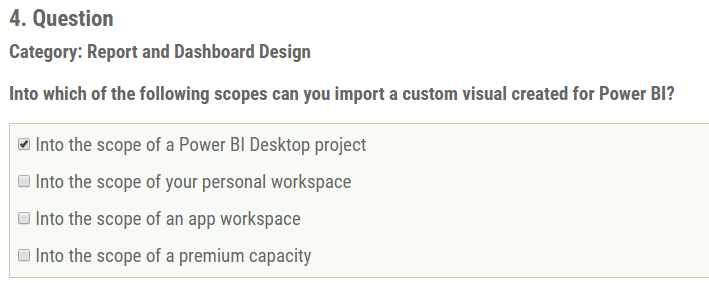 4. Question
Category: Report and Dashboard Design
Into which of the following scopes can you import a custom visual created for Power BI?
Into the scope of a Power BI Desktop project
Into the scope of your personal workspace
Into the scope of an app workspace
Into the scope of a premium capacity